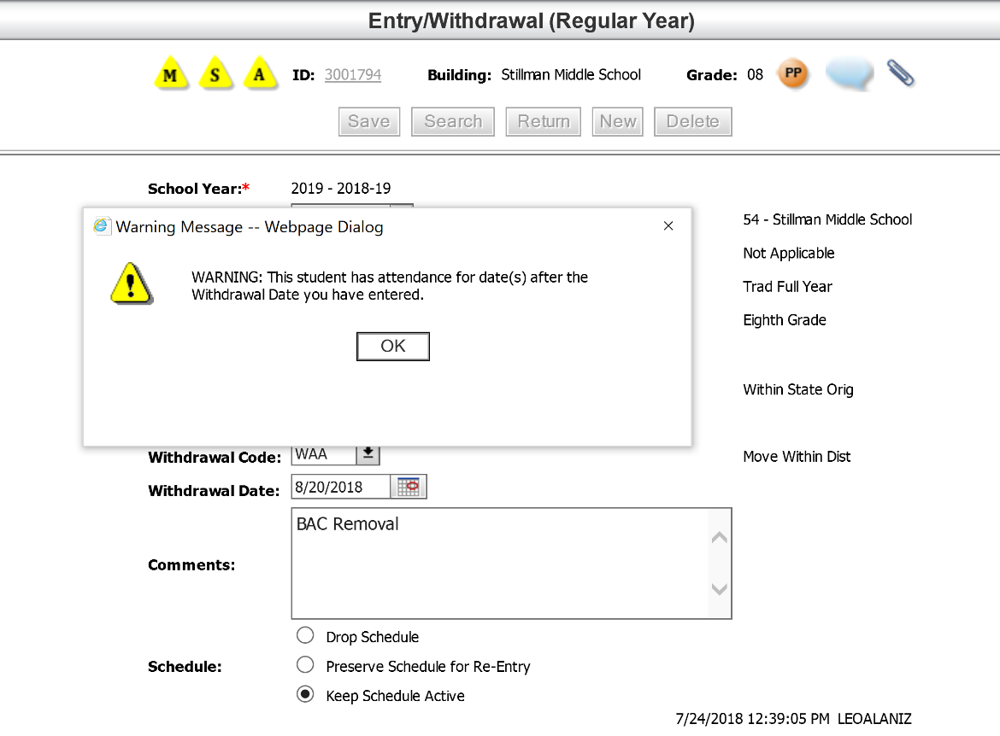 Entry/Withdrawal (Regular Year)
M S A ID: 3001794 Building: Stillman Middle School Grade: 08 PP
Save Search Return New Delete
School Year:* 2019 - 2018-19
54 - Stillman Middle School
Warning Message -- Webpage Dialog
Not Applicable
WARNING: This student has attendance for date(s) after the
Withdrawal Date you have entered.
Trad Full Year
Eighth Grade
OK
Within State Orig
Withdrawal Code: WAA Move Within Dist
Withdrawal Date: 8/20/2018
BAC Removal
Comments:
Drop Schedule
Schedule: Preserve Schedule for Re-Entry
Keep Schedule Active
7/24/2018 12:39:05 PM LEOALANIZ